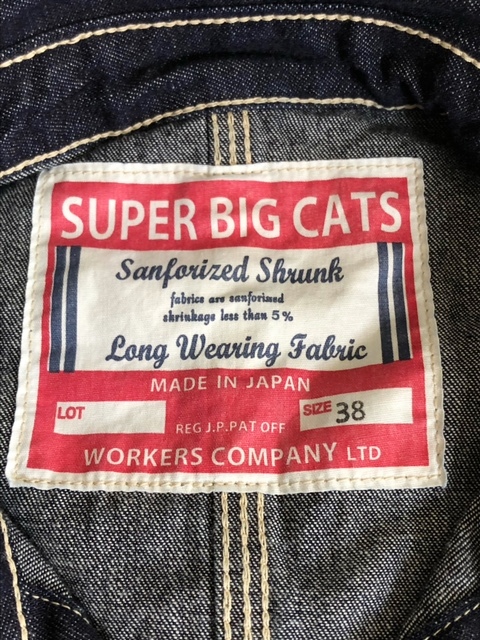 SUPER BIG CATS
Sanforized Shrunk
fabrics are sanforized
shrinkage less than 5%
Long Wearing Fabric
MADE IN JAPAN
LOT
REG J.P.PAT OFF
SIZE 38
WORKERS COMPANY LTD